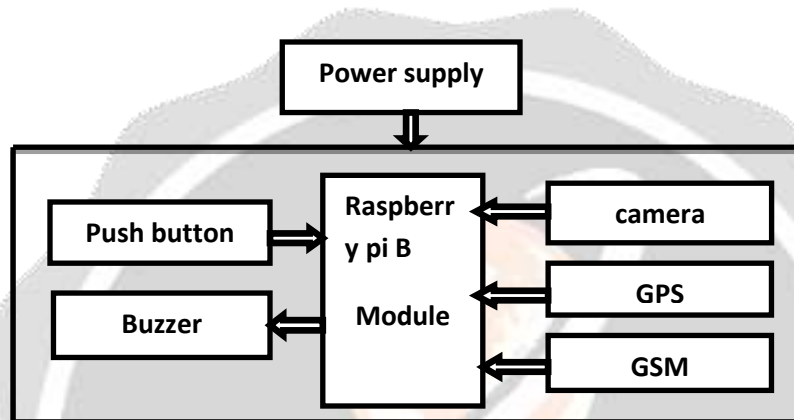 Power supply
Push button
Buzzer
Raspberr
y pi B
Module
camera
GPS
GSM